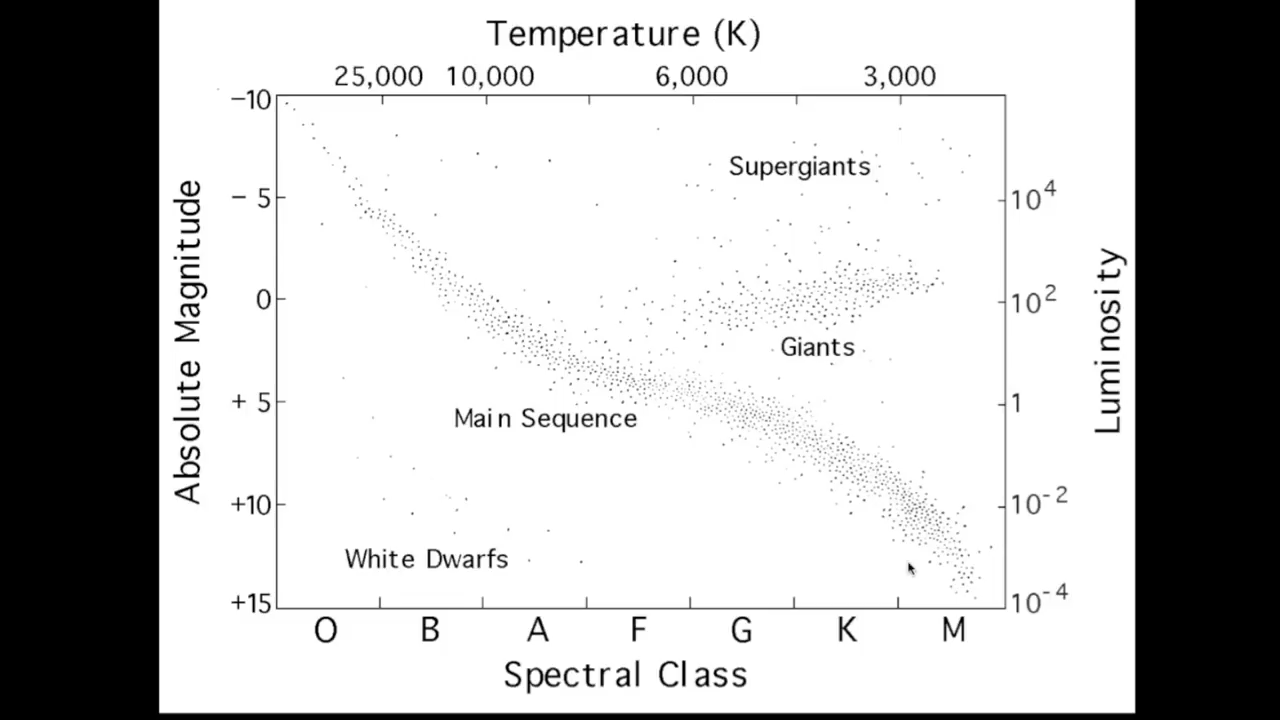 Temperature (K)
25,000 10,000 6,000 3,000
−10
− 5
0
+ 5
+10
+15
Absolute Magnitude
Supergiants
Giants
Main Sequence
White Dwarfs
10⁴
10²
1
10⁻²
10⁻⁴
Luminosity
O B A F G K M
Spectral Class